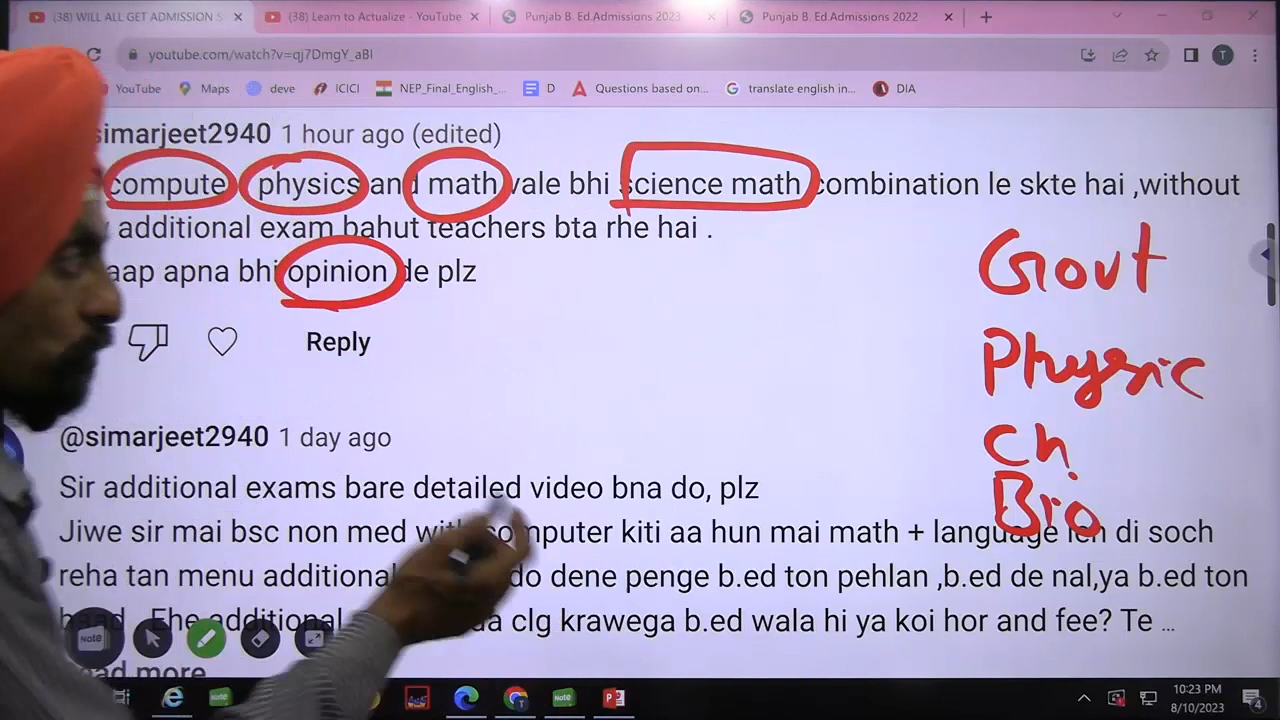 (38) WILL ALL GET ADMISSION S
(38) Learn to Actualize - YouTube
Punjab B. Ed.Admissions 2023
Punjab B. Ed.Admissions 2022
youtube.com/watch?v=qj7DmgY_aBI
T
YouTube
Maps
deve
ICICI
NEP_Final_English_...
D
Questions based on...
translate english in...
DIA
simarjeet2940 1 hour ago (edited)
compute physics and math vale bhi science math combination le skte hai ,without
additional exam bahut teachers bta rhe hai .
aap apna bhi opinion de plz
Reply
Govt
Physic
Ch
Bio
@simarjeet2940 1 day ago
Sir additional exams bare detailed video bna do, plz
Jiwe sir mai bsc non med with computer kiti aa hun mai math + language len di soch
reha tan menu additional do dene penge b.ed ton pehlan ,b.ed de nal,ya b.ed ton
baad Ehe additional da clg krawega b.ed wala hi ya koi hor and fee? Te ...
Read more
Note
10:23 PM
8/10/2023
4